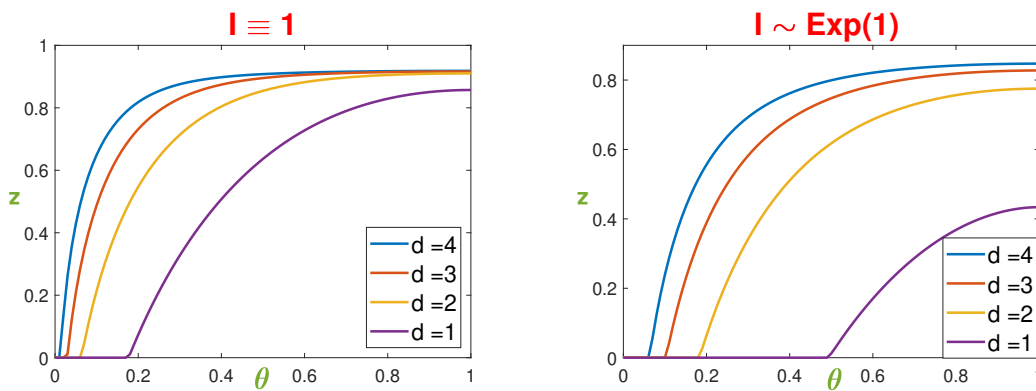 I ≡ 1
1
0.8
0.6
z
0.4
0.2
0
0 0.2 0.4 0.6 0.8 1
θ
d =4
d =3
d =2
d =1
I ∼ Exp(1)
0.8
0.6
z
0.4
0.2
0
0 0.2 0.4 0.6 0.8
θ
d =4
d =3
d =2
d =1